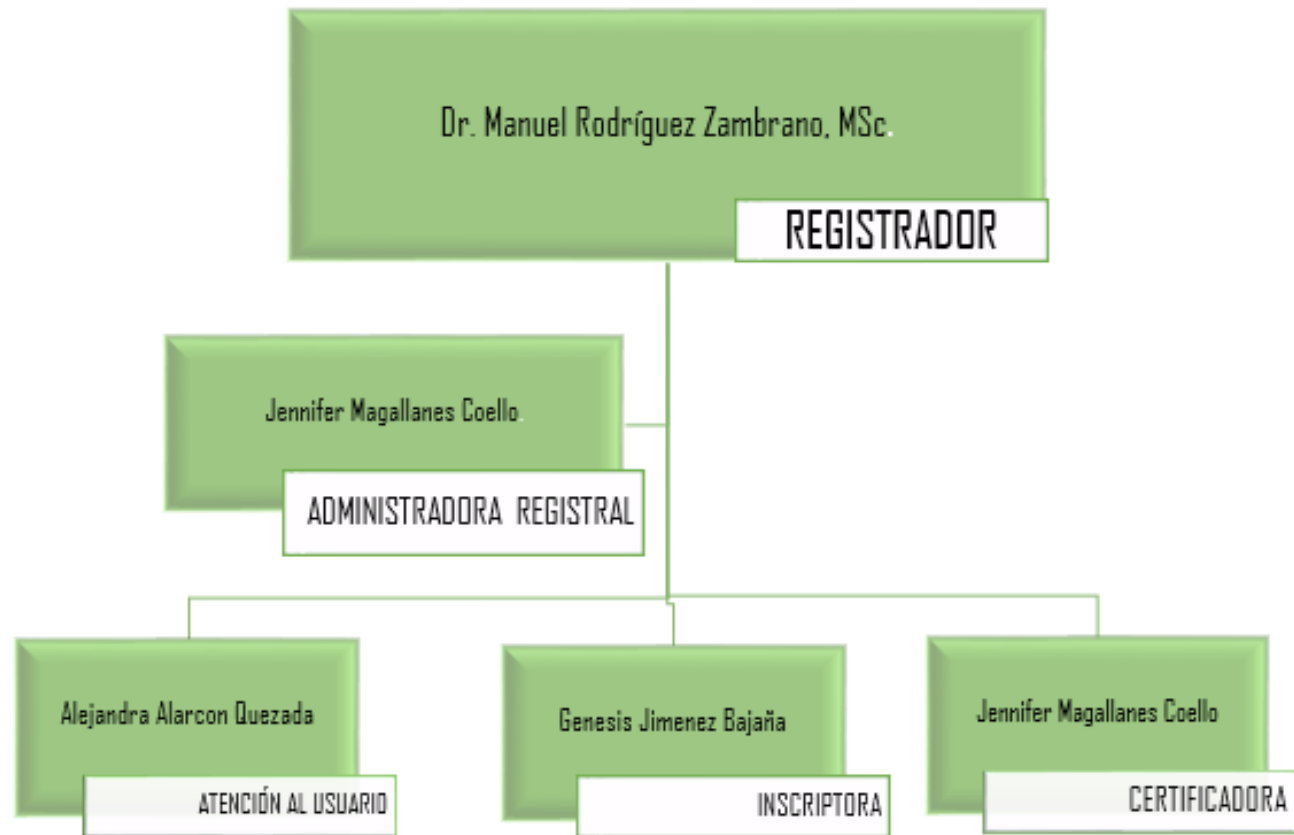 Dr. Manuel Rodríguez Zambrano, MSc.
REGISTRADOR
Jennifer Magallanes Coello.
ADMINISTRADORA REGISTRAL
Alejandra Alarcon Quezada
ATENCIÓN AL USUARIO
Genesis Jimenez Bajaña
INSCRIPTORA
Jennifer Magallanes Coello
CERTIFICADORA